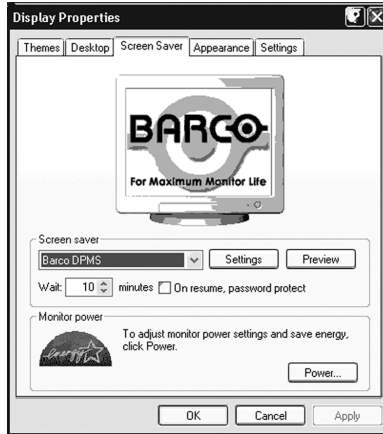 Display Properties
Themes Desktop Screen Saver Appearance Settings
BARCO
For Maximum Monitor Life
Screen saver
Barco DPMS Settings Preview
Wait: 10 minutes On resume, password protect
Monitor power
To adjust monitor power settings and save energy,
click Power.
energy
Power...
OK Cancel Apply